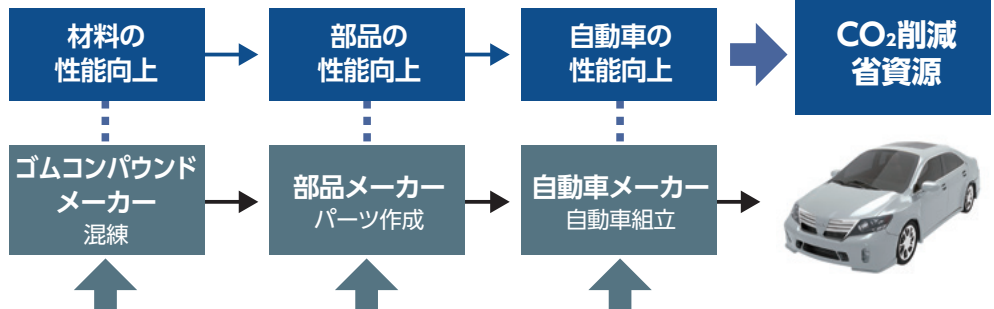 材料の
性能向上
部品の
性能向上
自動車の
性能向上
CO₂削減
省資源
ゴムコンパウンド
メーカー
混練
部品メーカー
パーツ作成
自動車メーカー
自動車組立